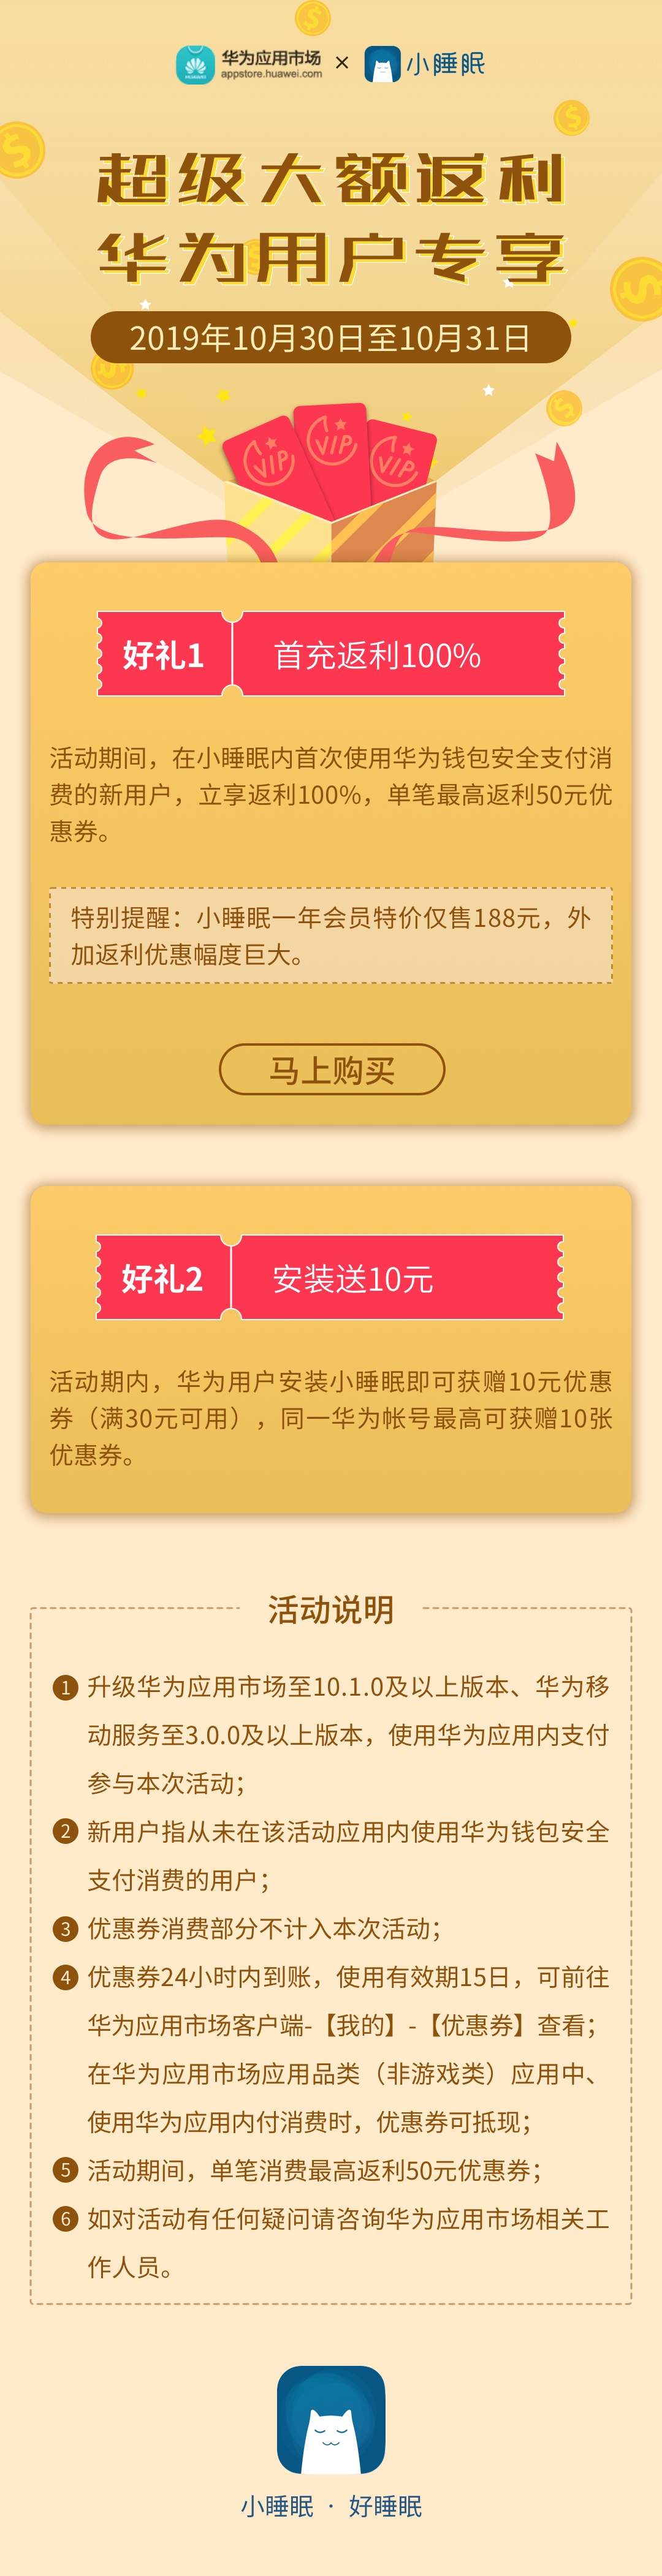 HUAWEI
华为应用市场
appstore.huawei.com
×
小睡眠
超级大额返利
华为用户专享
2019年10月30日至10月31日
VIP
VIP
VIP
好礼1
首充返利100%
活动期间，在小睡眠内首次使用华为钱包安全支付消
费的新用户，立享返利100%，单笔最高返利50元优
惠券。
特别提醒：小睡眠一年会员特价仅售188元，外
加返利优惠幅度巨大。
马上购买
好礼2
安装送10元
活动期内，华为用户安装小睡眠即可获赠10元优惠
券（满30元可用），同一华为帐号最高可获赠10张
优惠券。
活动说明
1 升级华为应用市场至10.1.0及以上版本、华为移
动服务至3.0.0及以上版本，使用华为应用内支付
参与本次活动；
2 新用户指从未在该活动应用内使用华为钱包安全
支付消费的用户；
3 优惠券消费部分不计入本次活动；
4 优惠券24小时内到账，使用有效期15日，可前往
华为应用市场客户端-【我的】-【优惠券】查看；
在华为应用市场应用品类（非游戏类）应用中、
使用华为应用内付消费时，优惠券可抵现；
5 活动期间，单笔消费最高返利50元优惠券；
6 如对活动有任何疑问请咨询华为应用市场相关工
作人员。
小睡眠 · 好睡眠